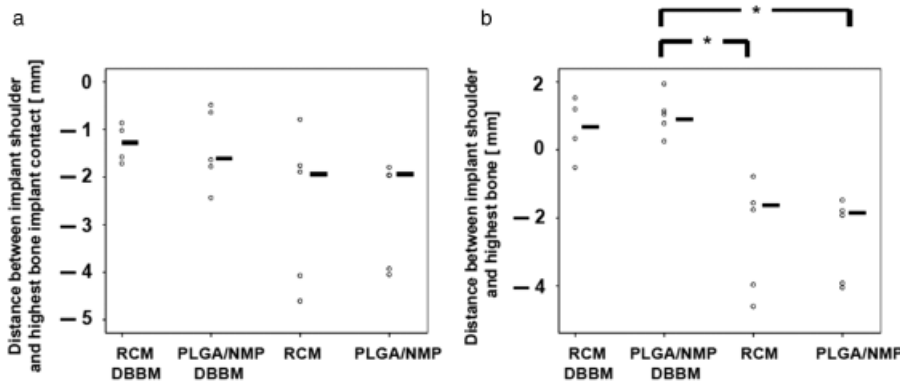 a
Distance between implant shoulder
and highest bone implant contact [ mm]
0
— 1
— 2
— 3
— 4
— 5
RCM
DBBM
PLGA/NMP
DBBM
RCM
PLGA/NMP
b
*
*
Distance between implant shoulder
and highest bone [ mm]
2
0
— 2
— 4
RCM
DBBM
PLGA/NMP
DBBM
RCM
PLGA/NMP